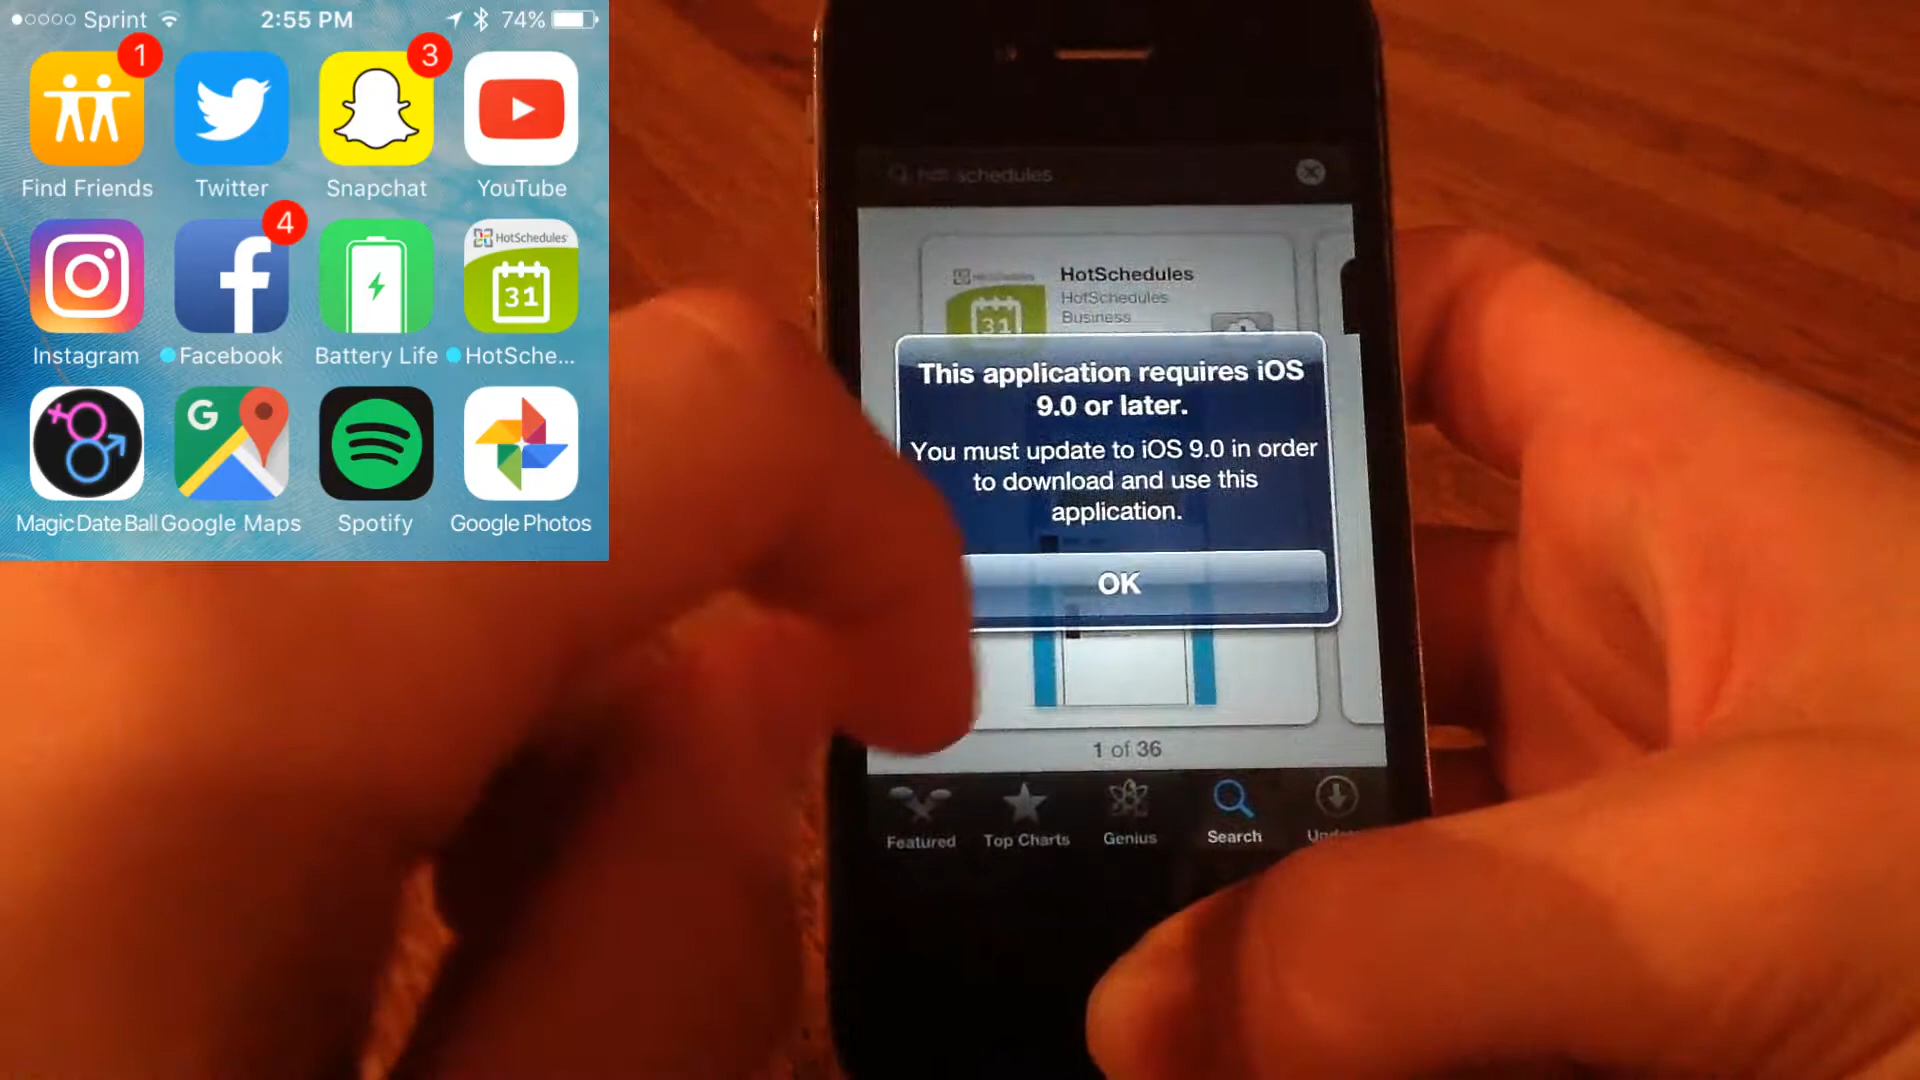 Sprint 2:55 PM 74%
1 3
Find Friends Twitter Snapchat YouTube
4
HotSchedules
31
Instagram Facebook Battery Life HotSche...
G
Magic Date Ball Google Maps Spotify Google Photos
hot schedules
HotSchedules
HotSchedules
Business
31
This application requires iOS
9.0 or later.
You must update to iOS 9.0 in order
to download and use this
application.
OK
1 of 36
Featured Top Charts Genius Search